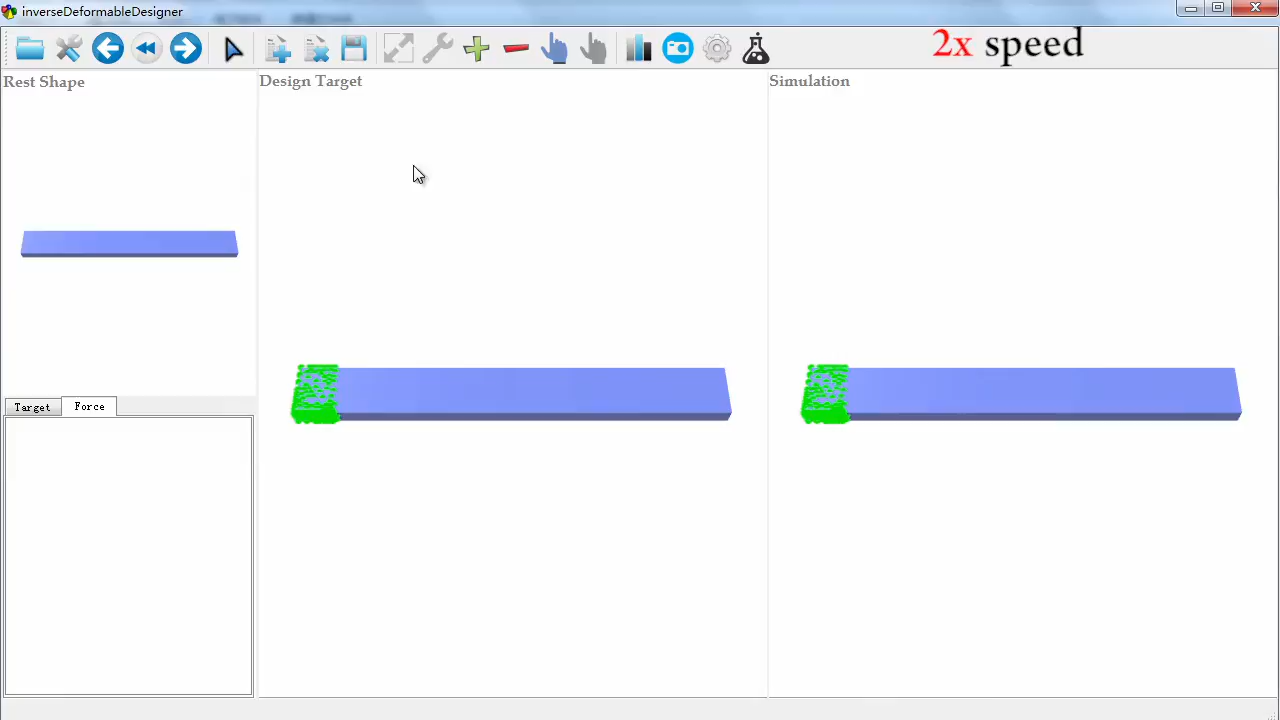 inverseDeformableDesigner
2x speed
Rest Shape
Design Target
Simulation
Target
Force